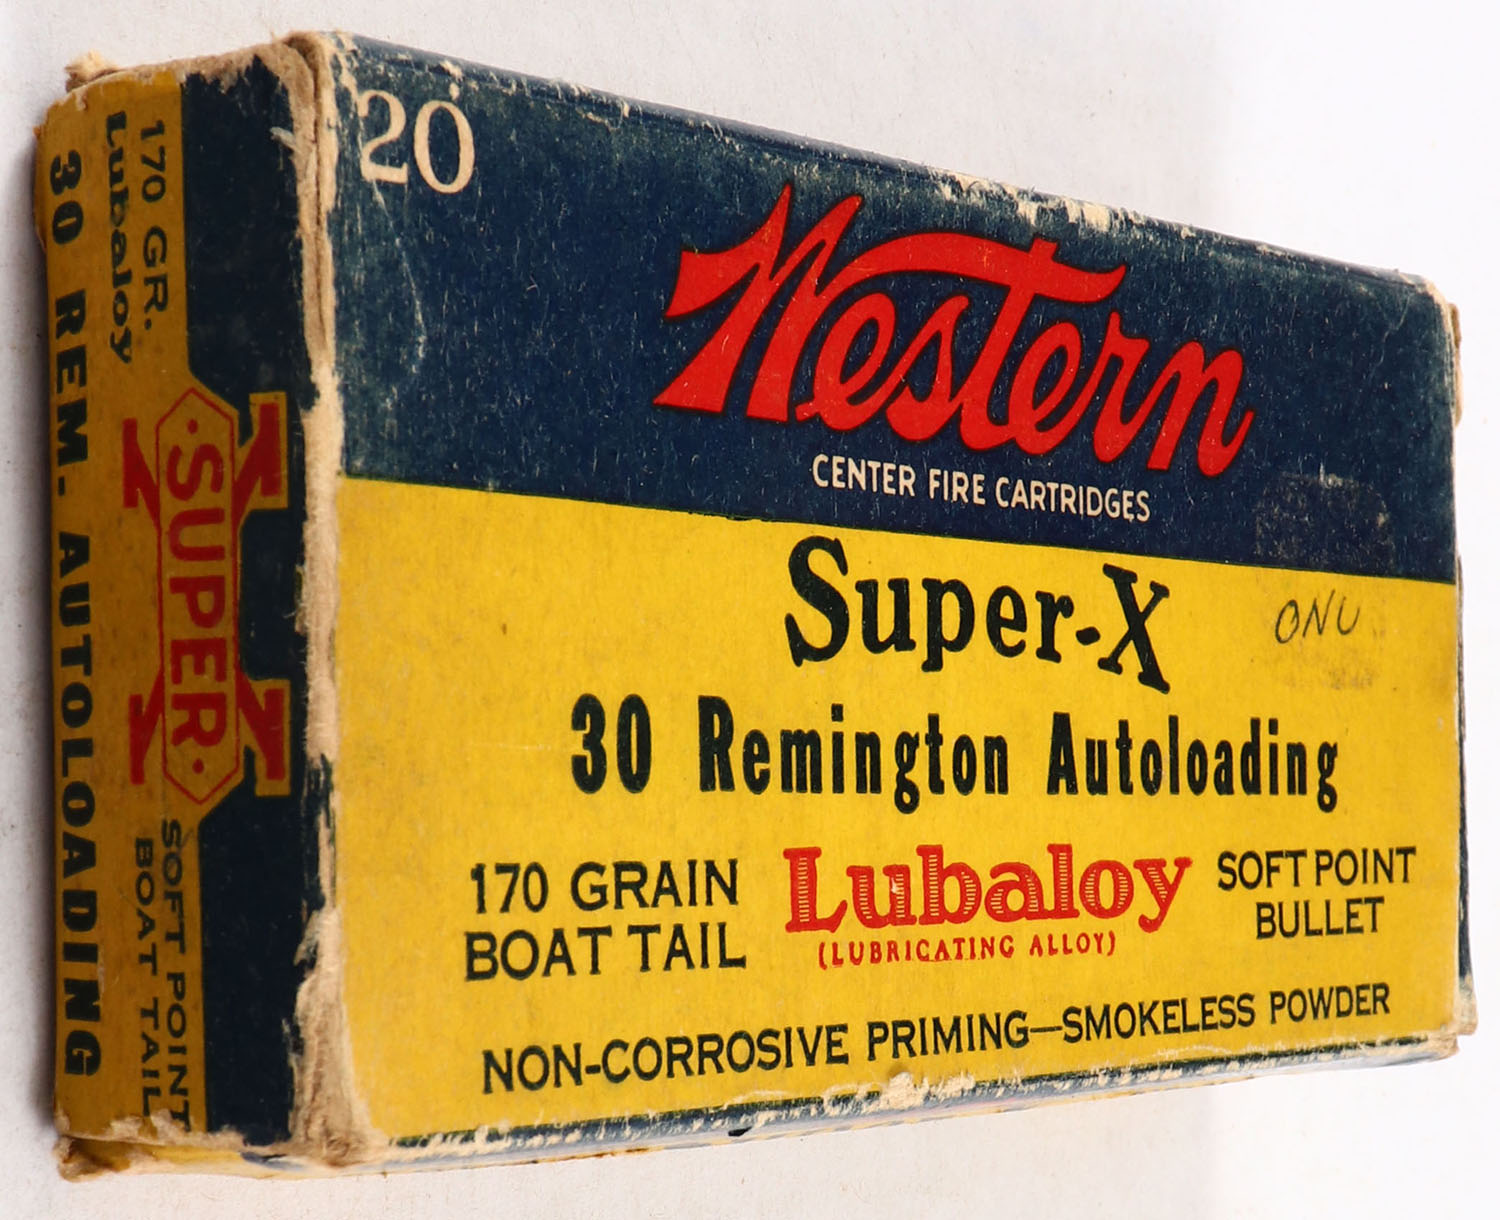 20
Western
CENTER FIRE CARTRIDGES
Super-X
ONU
30 Remington Autoloading
170 GRAIN
BOAT TAIL
Lubaloy
(LUBRICATING ALLOY)
SOFT POINT
BULLET
NON-CORROSIVE PRIMING—SMOKELESS POWDER
170 GR.
Lubaloy
30 REM. AUTOLOADING
X
·SUPER·
SOFT POINT
BOAT TAIL